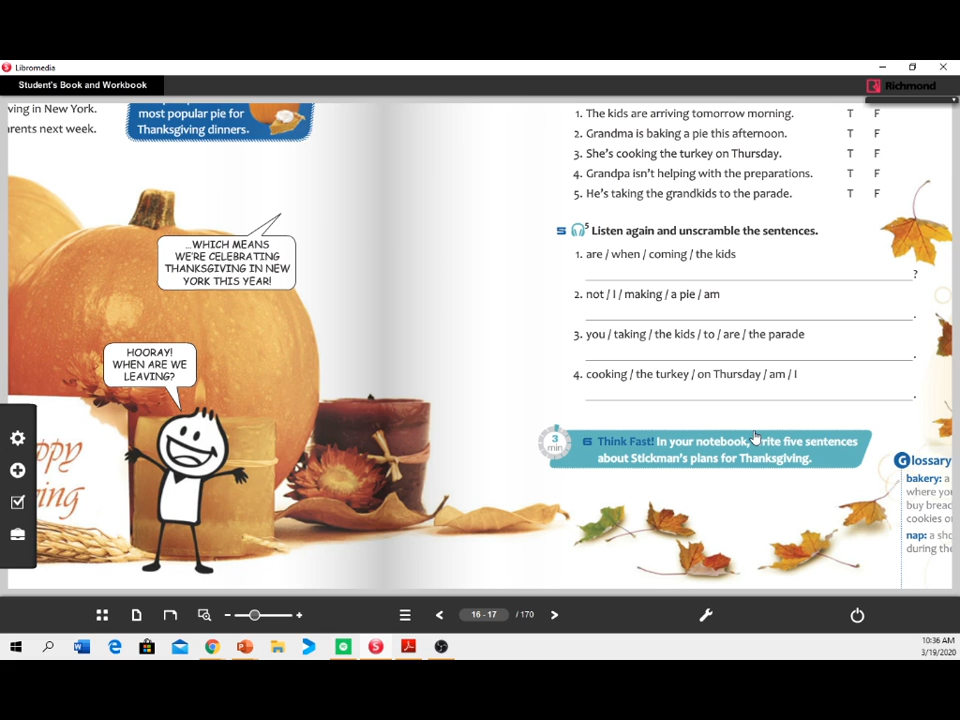 Libromedia
Student's Book and Workbook
Richmond
ving in New York.
arents next week.
most popular pie for
Thanksgiving dinners.
...WHICH MEANS
WE'RE CELEBRATING
THANKSGIVING IN NEW
YORK THIS YEAR!
HOORAY!
WHEN ARE WE
LEAVING?
ppy
ing
1. The kids are arriving tomorrow morning. T F
2. Grandma is baking a pie this afternoon. T F
3. She's cooking the turkey on Thursday. T F
4. Grandpa isn't helping with the preparations. T F
5. He's taking the grandkids to the parade. T F
5 5 Listen again and unscramble the sentences.
1. are / when / coming / the kids
?
2. not / I / making / a pie / am
.
3. you / taking / the kids / to / are / the parade
.
4. cooking / the turkey / on Thursday / am / I
.
3 min
6 Think Fast! In your notebook, write five sentences
about Stickman's plans for Thanksgiving.
Glossary
bakery: a
where you
buy bread
cookies o
nap: a sho
during the
16 - 17 / 170
10:36 AM
3/19/2020